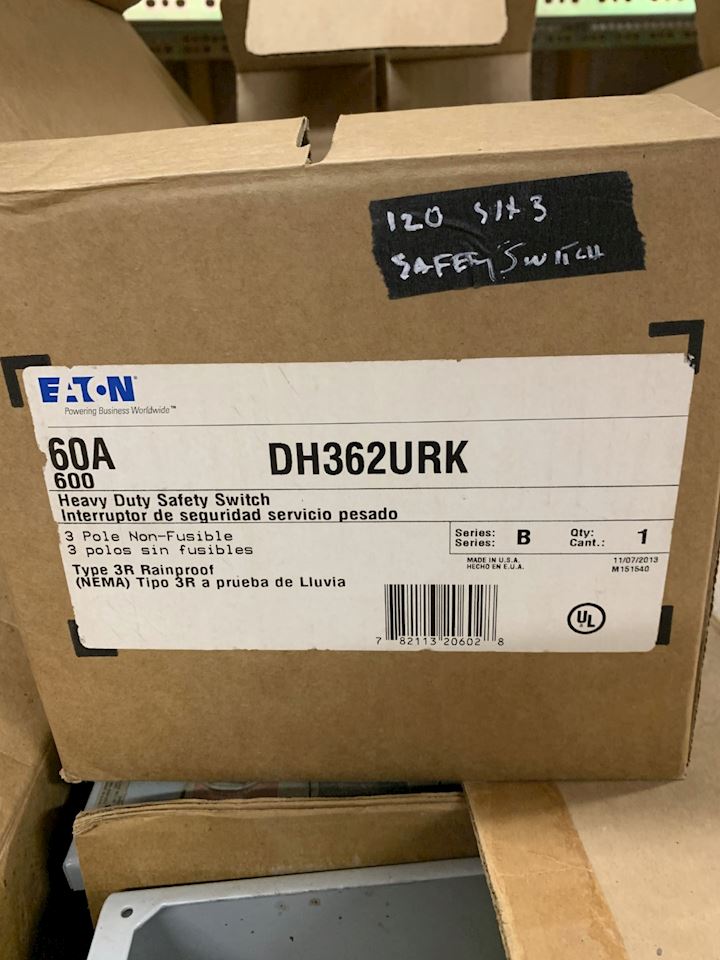 120 S/N 3
SAFETY SWITCH
EATON
Powering Business Worldwide™
60A
600
DH362URK
Heavy Duty Safety Switch
Interruptor de seguridad servicio pesado
3 Pole Non-Fusible
3 polos sin fusibles
Type 3R Rainproof
(NEMA) Tipo 3R a prueba de Lluvia
Series: B Qty: 1
Series: Cant.:
MADE IN U.S.A.
HECHO EN E.U.A.
11/07/2013
M151540
7 82113 20602 8
UL